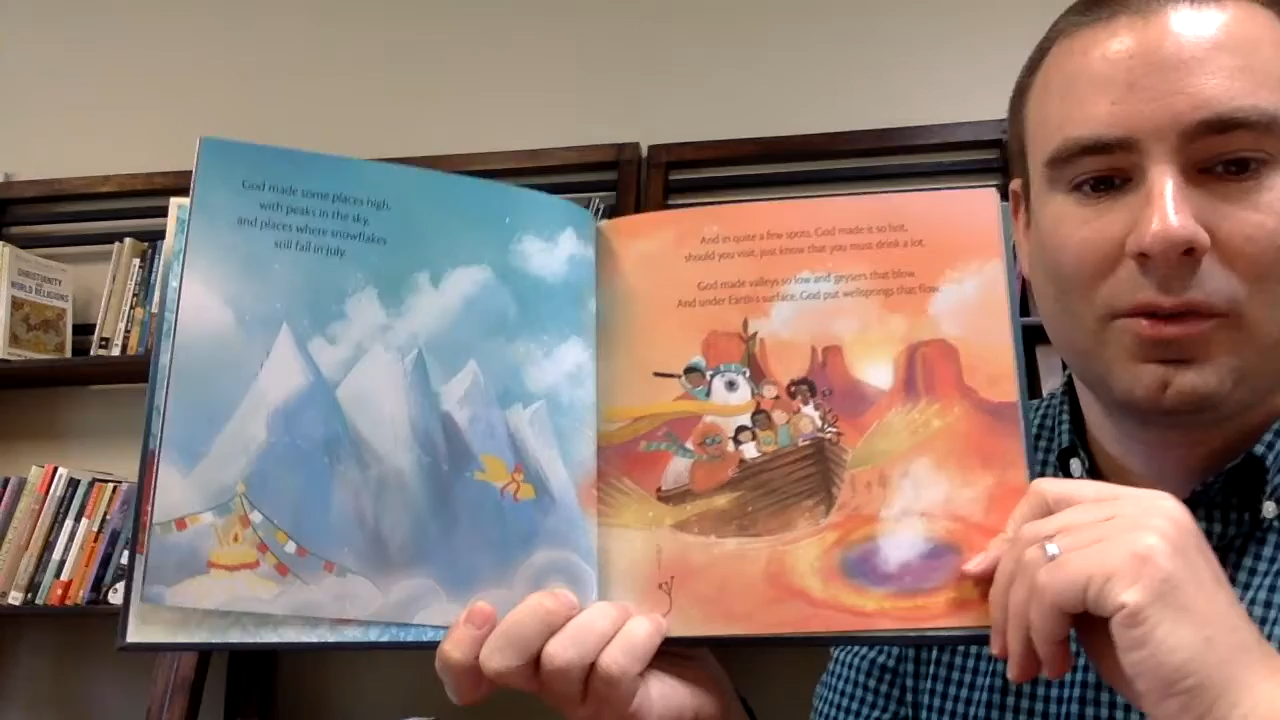 God made some places high,
with peaks in the sky,
and places where snowflakes
still fall in July.
And in quite a few spots, God made it so hot,
should you visit, just know that you must drink a lot.
God made valleys so low and geysers that blow.
And under Earth's surface, God put wellsprings that flow.
CHRISTIANITY
AND
WORLD RELIGIONS